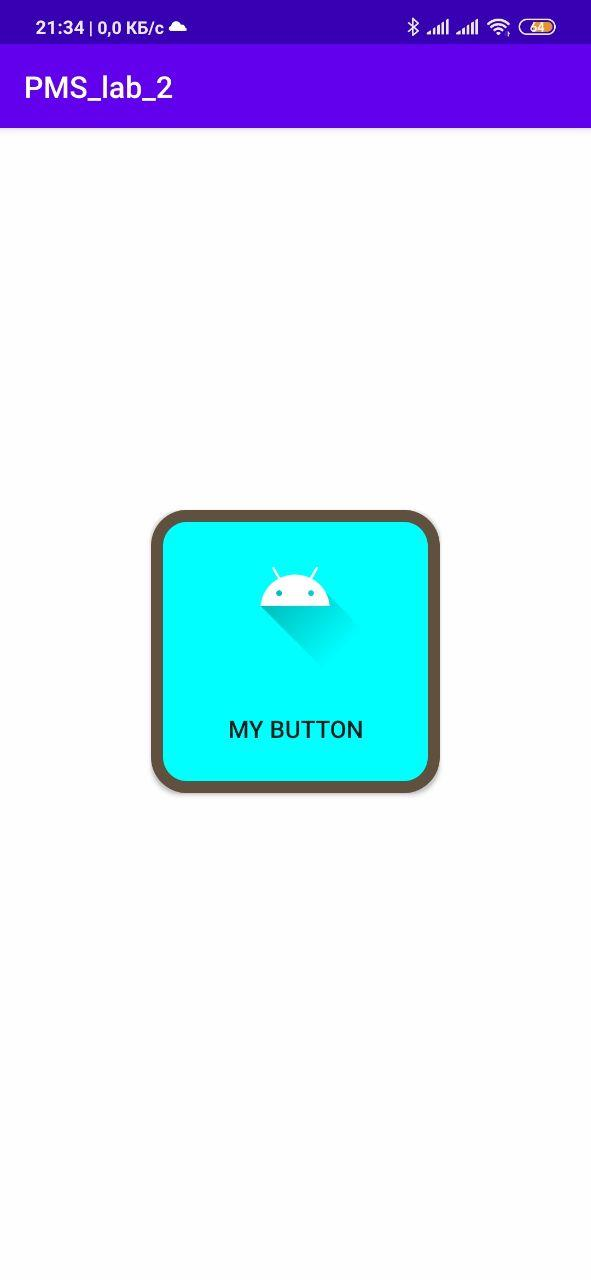 21:34 | 0,0 КБ/с
64
PMS_lab_2
MY BUTTON